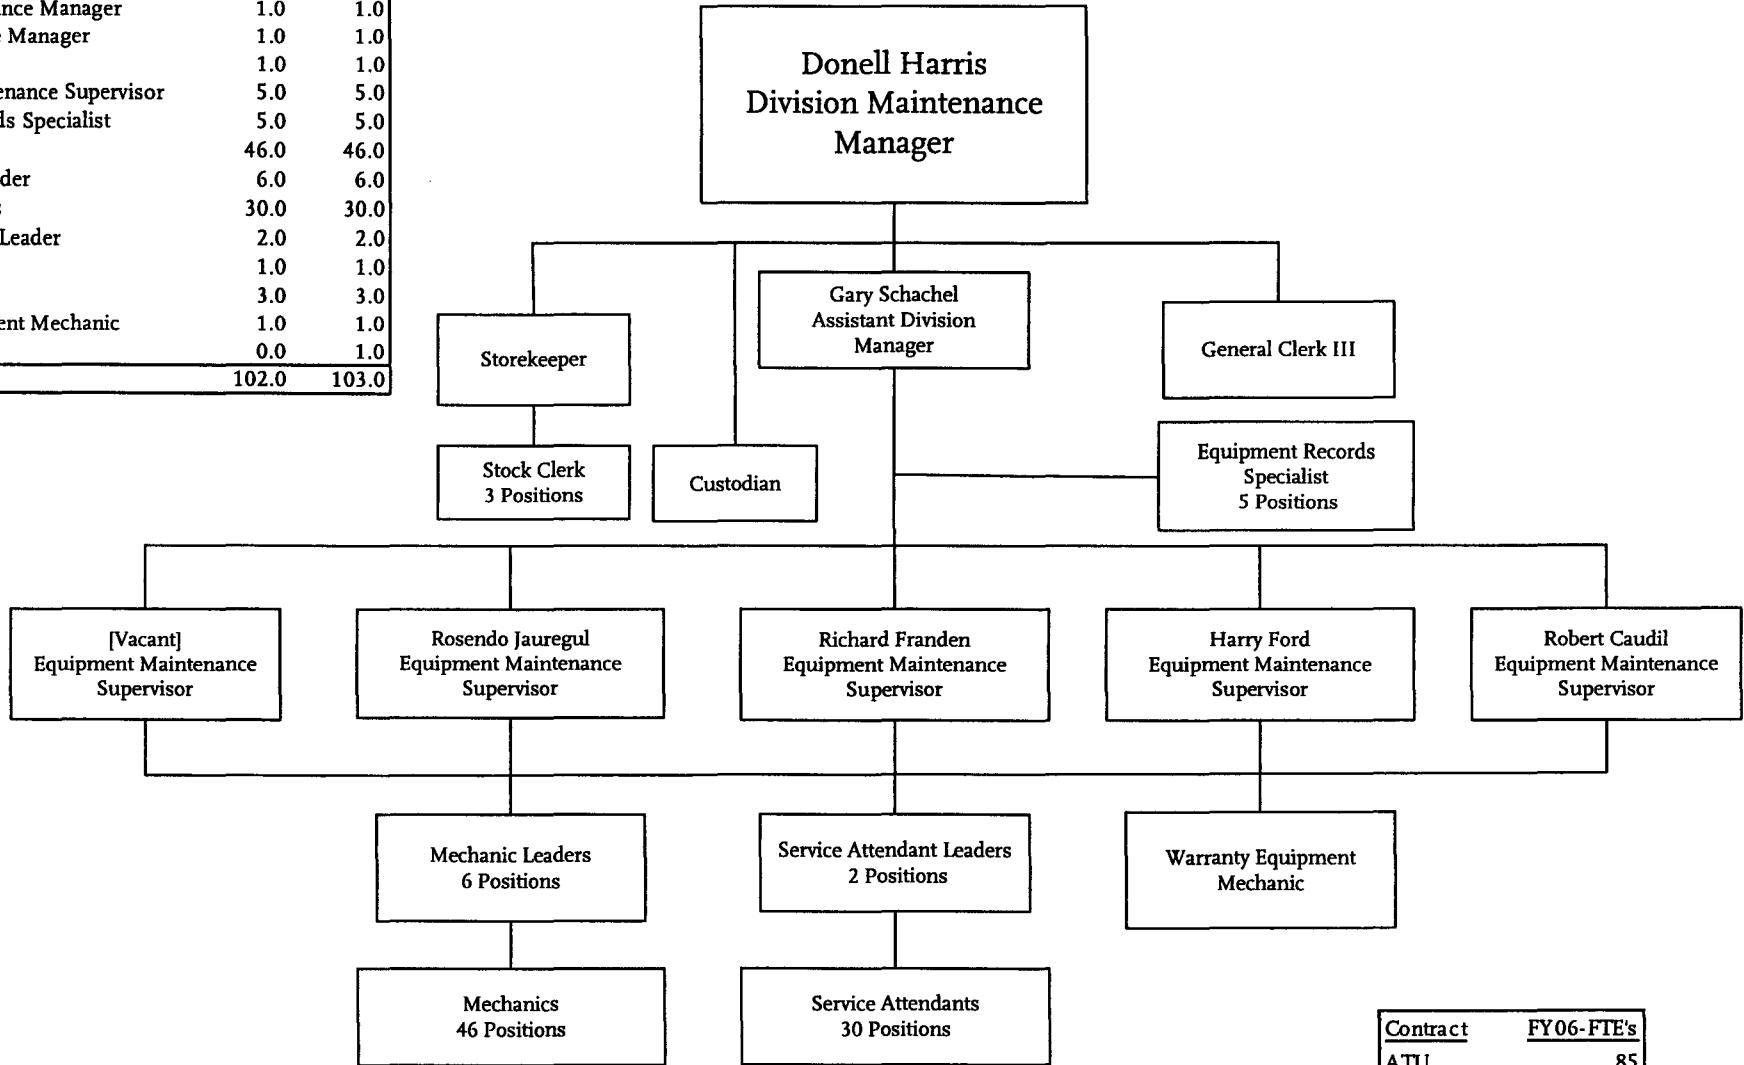 nce Manager 1.0 1.0
Manager 1.0 1.0
1.0 1.0
enance Supervisor 5.0 5.0
ds Specialist 5.0 5.0
46.0 46.0
der 6.0 6.0
30.0 30.0
Leader 2.0 2.0
1.0 1.0
3.0 3.0
ent Mechanic 1.0 1.0
0.0 1.0
102.0 103.0
Donell Harris
Division Maintenance
Manager
Gary Schachel
Assistant Division
Manager
Storekeeper
General Clerk III
Stock Clerk
3 Positions
Custodian
Equipment Records
Specialist
5 Positions
[Vacant]
Equipment Maintenance
Supervisor
Rosendo Jauregul
Equipment Maintenance
Supervisor
Richard Franden
Equipment Maintenance
Supervisor
Harry Ford
Equipment Maintenance
Supervisor
Robert Caudil
Equipment Maintenance
Supervisor
Mechanic Leaders
6 Positions
Service Attendant Leaders
2 Positions
Warranty Equipment
Mechanic
Mechanics
46 Positions
Service Attendants
30 Positions
Contract FY06-FTE's
ATU 85